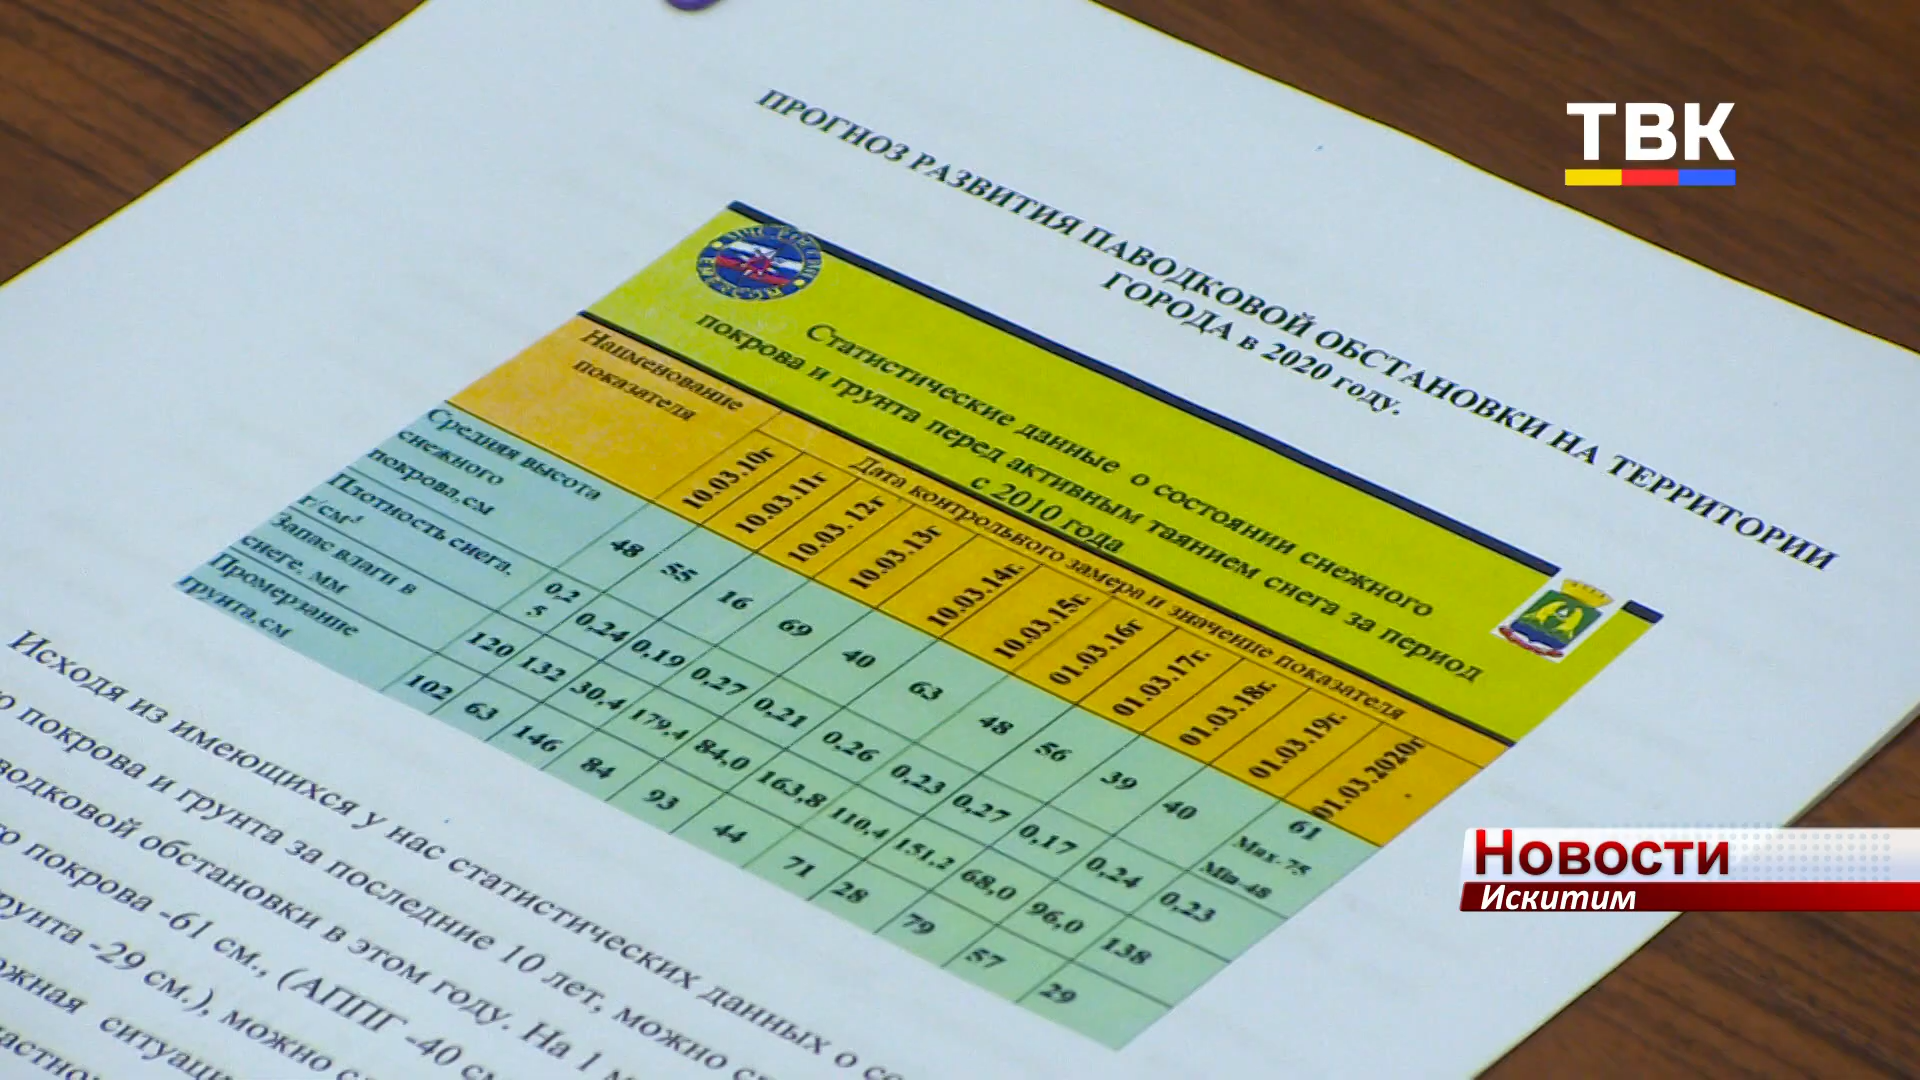 ТВК
ПРОГНОЗ РАЗВИТИЯ ПАВОДКОВОЙ ОБСТАНОВКИ НА ТЕРРИТОРИИ
ГОРОДА в 2020 году.
Статистические данные о состоянии снежного
покрова и грунта перед активным таянием снега за период
с 2010 года
Наименование
показателя
Дата контрольного замера и значение показателя
10.03.10г 10.03.11г 10.03.12г 10.03.13г 10.03.14г. 10.03.15г. 01.03.16г 01.03.17г. 01.03.18г. 01.03.19г. 01.03.2020г
Средняя высота
снежного
покрова,см
48 35 16 69 40 63 48 56 39 40 61
Max-75
Min-48
Плотность снега,
г/см³
0,2
5
0,24 0,19 0,27 0,21 0,26 0,23 0,27 0,17 0,24 0,23
Запас влаги в
снеге, мм
120 132 30,4 179,4 84,0 163,8 110,4 151,2 68,0 96,0 138
Промерзание
грунта,см
102 63 146 84 93 44 71 28 79 57 29
Исходя из имеющихся у нас статистических данных о
покрова и грунта за последние 10 лет, можно
обстановки в этом году. На 1
покрова -61 см., (АППГ -40
-29 см.), можно
Новости
Искитим